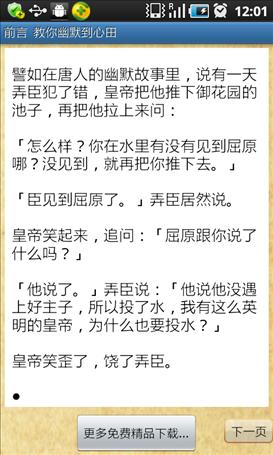 12:01
前言 教你幽默到心田
譬如在唐人的幽默故事里，说有一天
弄臣犯了错，皇帝把他推下御花园的
池子，再把他拉上来问：
「怎么样？你在水里有没有见到屈原
哪？没见到，就再把你推下去。」
「臣见到屈原了。」弄臣居然说。
皇帝笑起来，追问：「屈原跟你说了
什么吗？」
「他说了。」弄臣说：「他说他没遇
上好主子，所以投了水，我有这么英
明的皇帝，为什么也要投水？」
皇帝笑歪了，饶了弄臣。
●
更多免费精品下载...
下一页